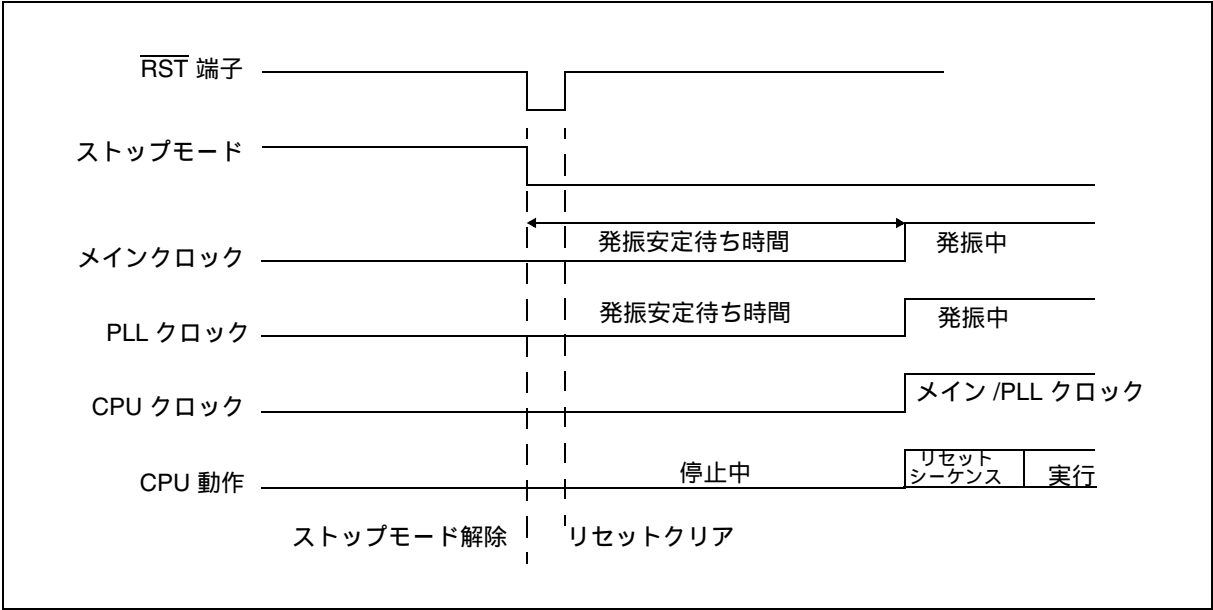 RST 端子
ストップモード
メインクロック
発振安定待ち時間
発振中
PLL クロック
発振安定待ち時間
発振中
CPU クロック
メイン /PLL クロック
CPU 動作
停止中
リセット
シーケンス
実行
ストップモード解除
リセットクリア